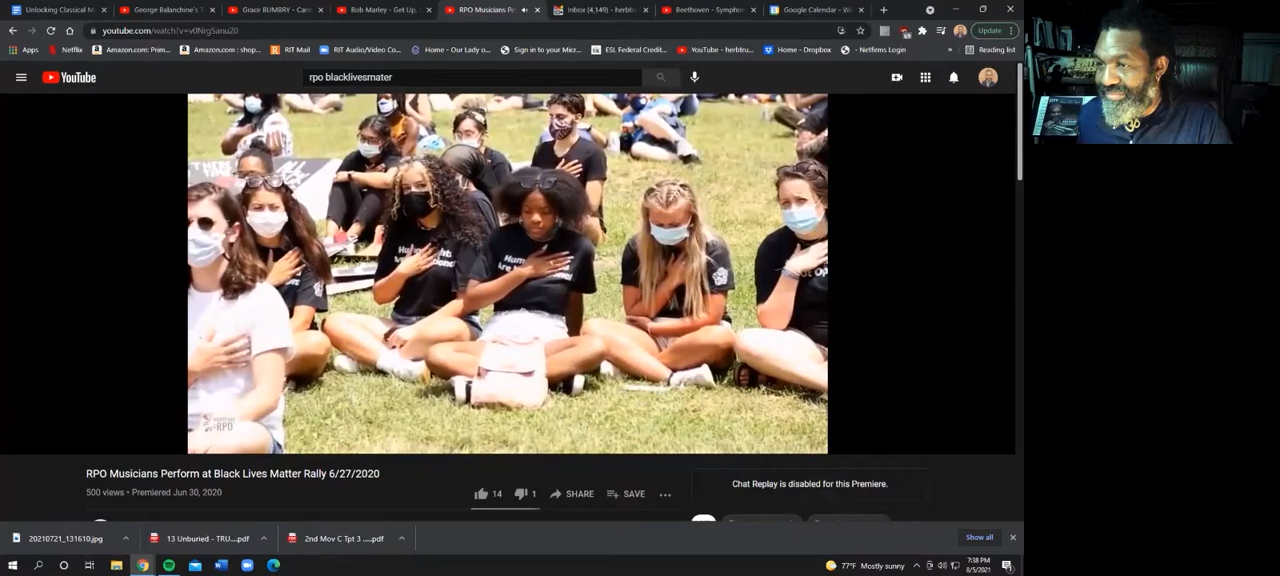 Unlocking Classical M
George Balanchine's T
Grace BUMBRY - Carm
Bob Marley - Get Up,
RPO Musicians Pe
Inbox (4,149) - herbtru
Beethoven - Symphon
Google Calendar - We
youtube.com/watch?v=v0NrgSanu20
Update
Apps
Netflix
Amazon.com: Prim...
Amazon.com : shop
RIT Mail
RIT Audio/Video Co...
Home - Our Lady o...
Sign in to your Micr...
ESL Federal Credit...
YouTube - herbtru...
Home - Dropbox
Netfirms Login
»
Reading list
YouTube
rpo blacklivesmater
RPO
RPO Musicians Perform at Black Lives Matter Rally 6/27/2020
500 views • Premiered Jun 30, 2020
14
1
SHARE
SAVE
...
Chat Replay is disabled for this Premiere.
20210721_131610.jpg
13 Unburied - TRU....pdf
2nd Mov C Tpt 3 ....pdf
Show all
77°F Mostly sunny
7:38 PM
8/5/2021